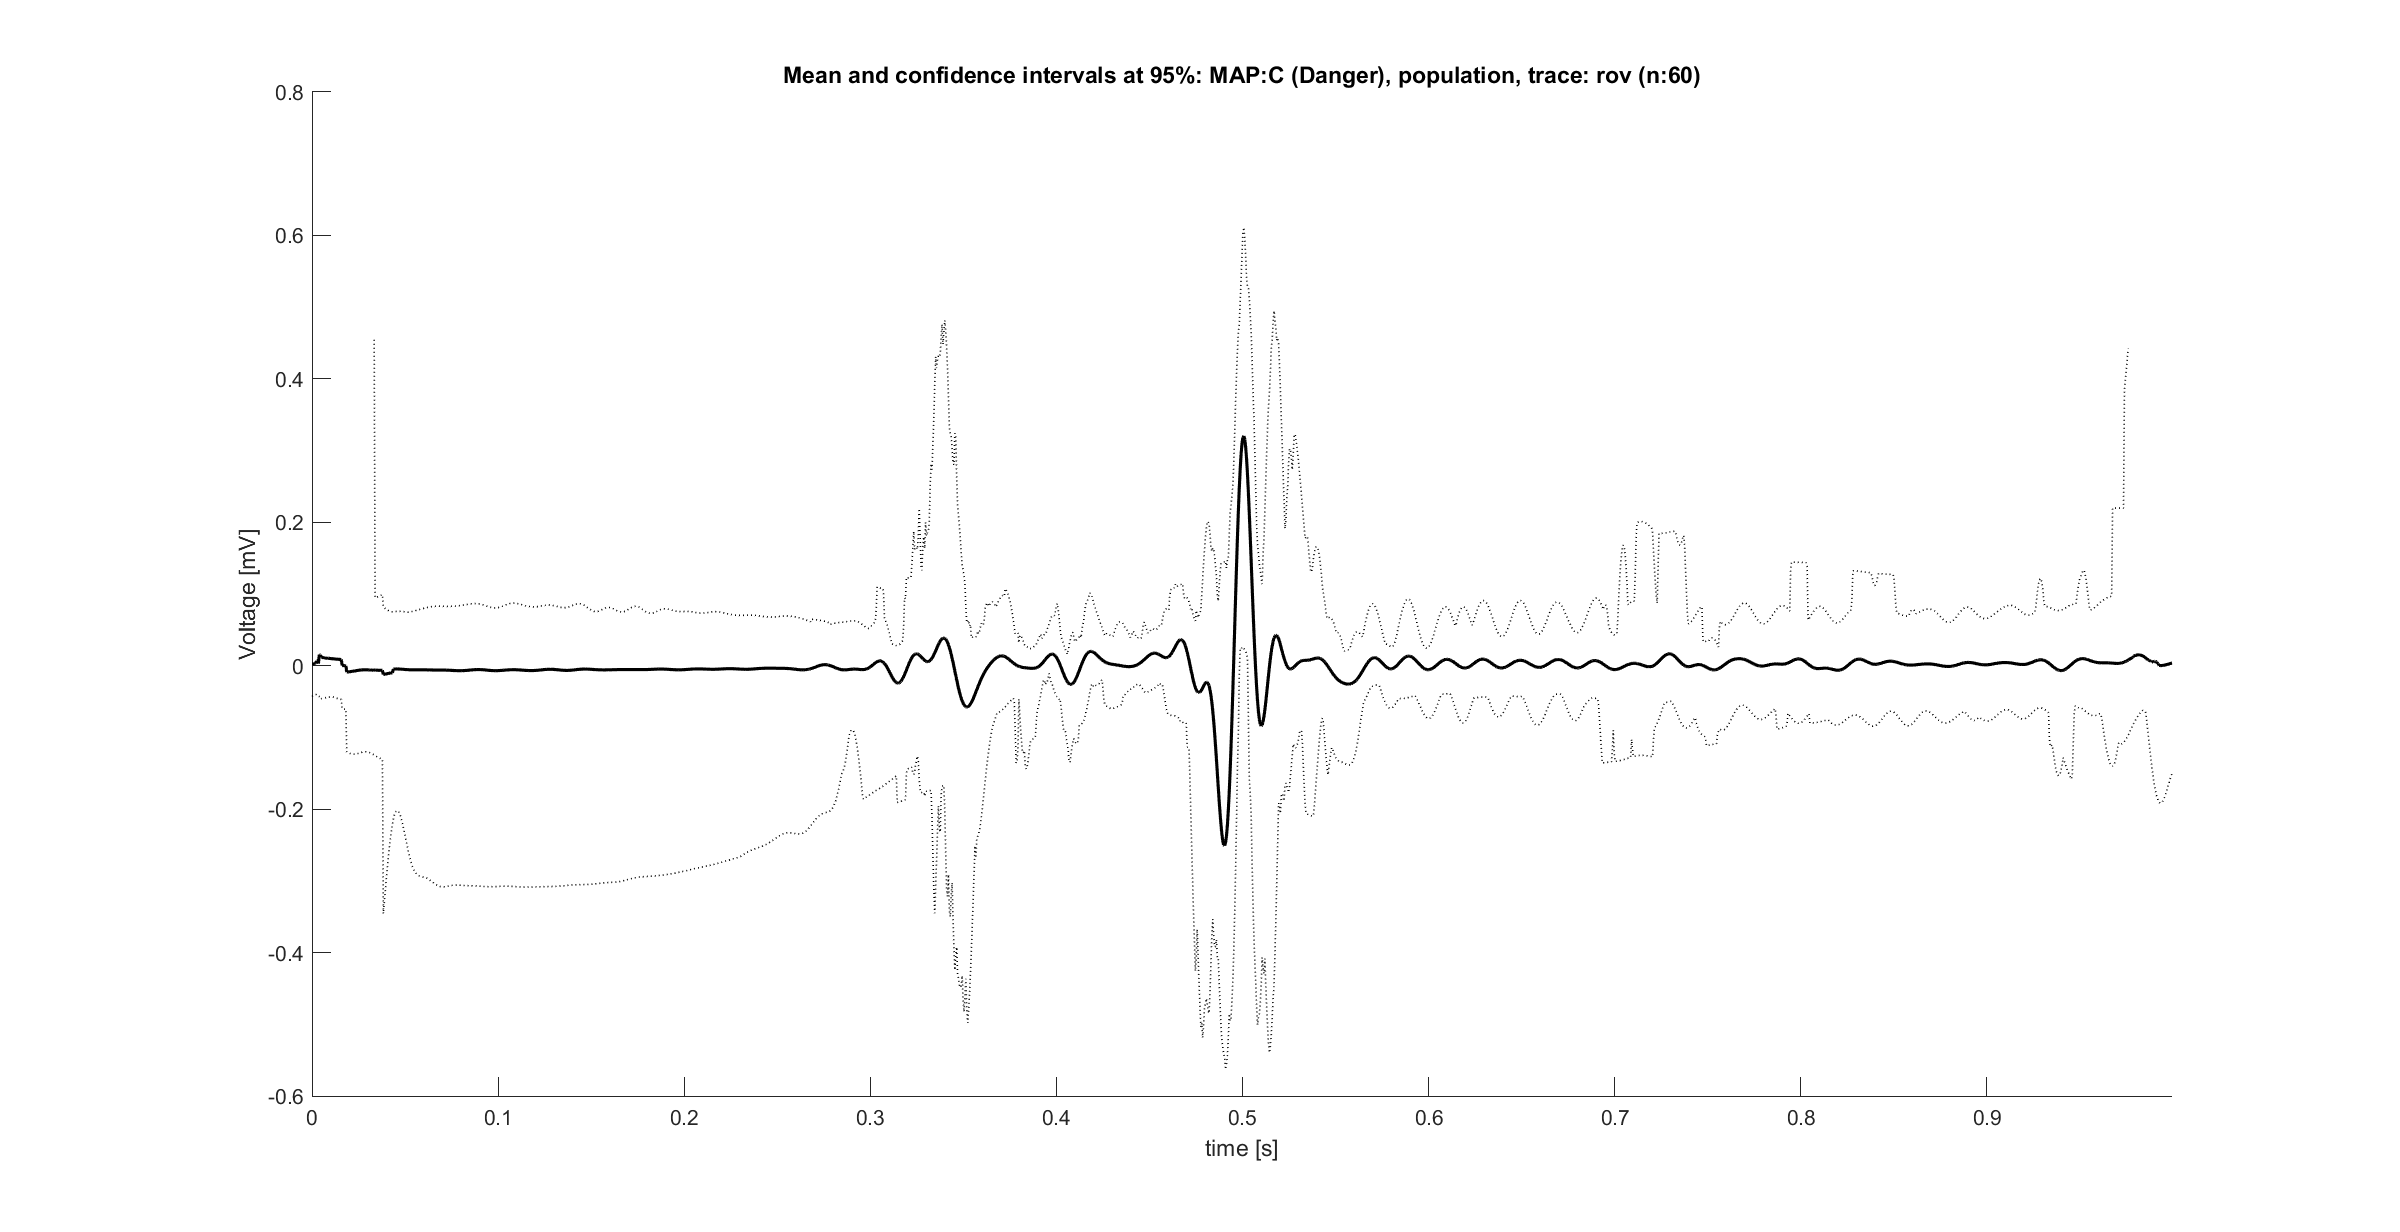 Mean and confidence intervals at 95%: MAP:C (Danger), population, trace: rov (n:60)
0.8
0.6
0.4
0.2
0
-0.2
-0.4
-0.6
Voltage [mV]
0 0.1 0.2 0.3 0.4 0.5 0.6 0.7 0.8 0.9
time [s]